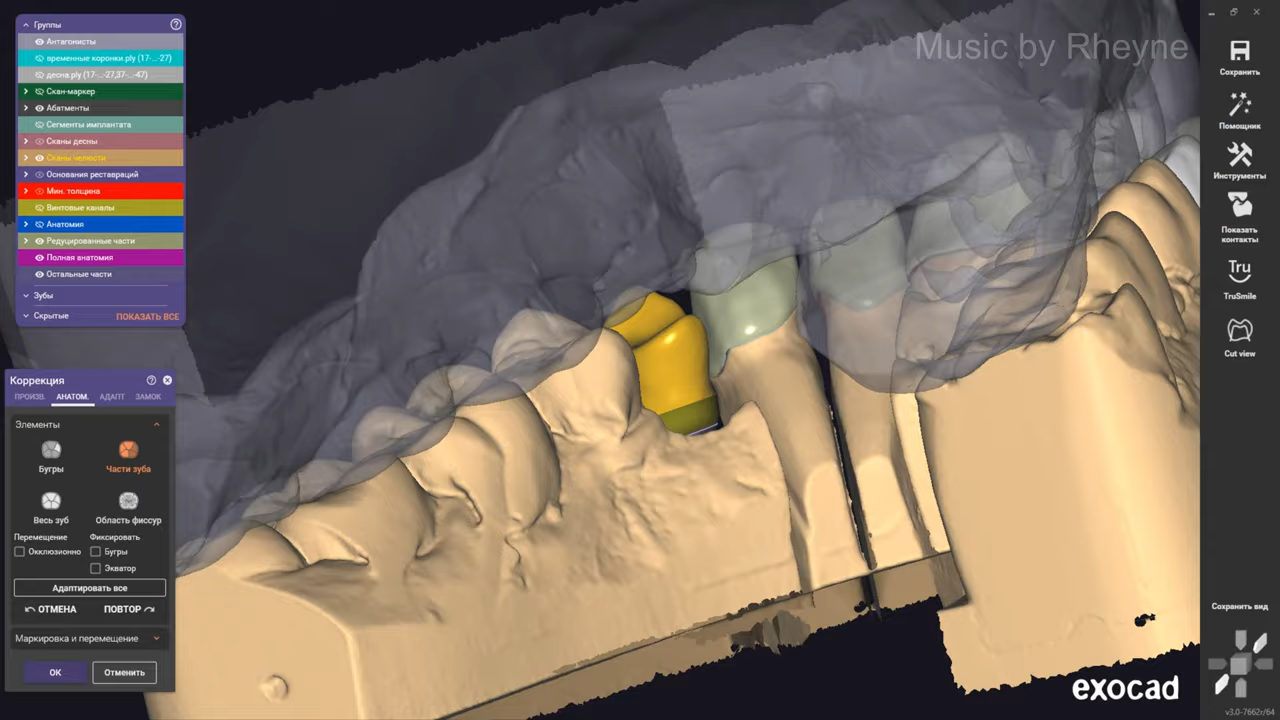 Music by Rheyne
Группы
Антагонисты
временные коронки.ply (17-...-27)
десна.ply (17-...-27,37-...-47)
Скан-маркер
Абатменты
Сегменты имплантата
Сканы десны
Сканы челюсти
Основания реставраций
Мин. толщина
Винтовые каналы
Анатомия
Редуцированные части
Полная анатомия
Остальные части
Зубы
Скрытые
ПОКАЗАТЬ ВСЕ
Коррекция
ПРОИЗВ. АНАТОМ. АДАПТ ЗАМОК
Элементы
Бугры Части зуба
Весь зуб Область фиссур
Перемещение Фиксировать
Окклюзионно Бугры
Экватор
Адаптировать все
ОТМЕНА ПОВТОР
Маркировка и перемещение
ОК Отменить
Сохранить
Помощник
Инструменты
Показать
контакты
Tru
TruSmile
Cut view
Сохранить вид
exocad
v3.0-7662r/64